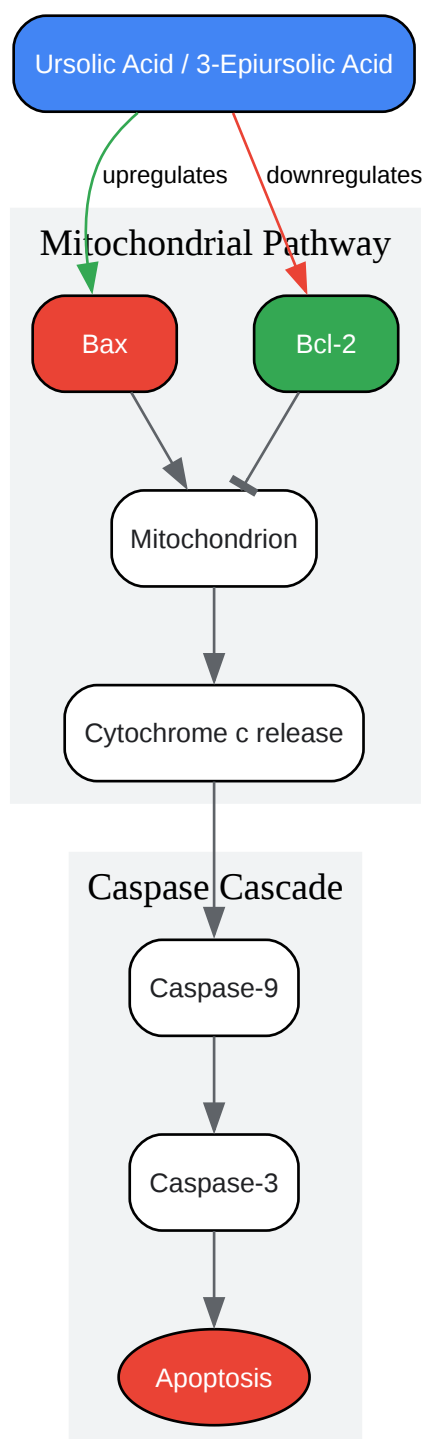 Ursolic Acid / 3-Epiursolic Acid
upregulates
downregulates
Mitochondrial Pathway
Bax
Bcl-2
Mitochondrion
Cytochrome c release
Caspase Cascade
Caspase-9
Caspase-3
Apoptosis